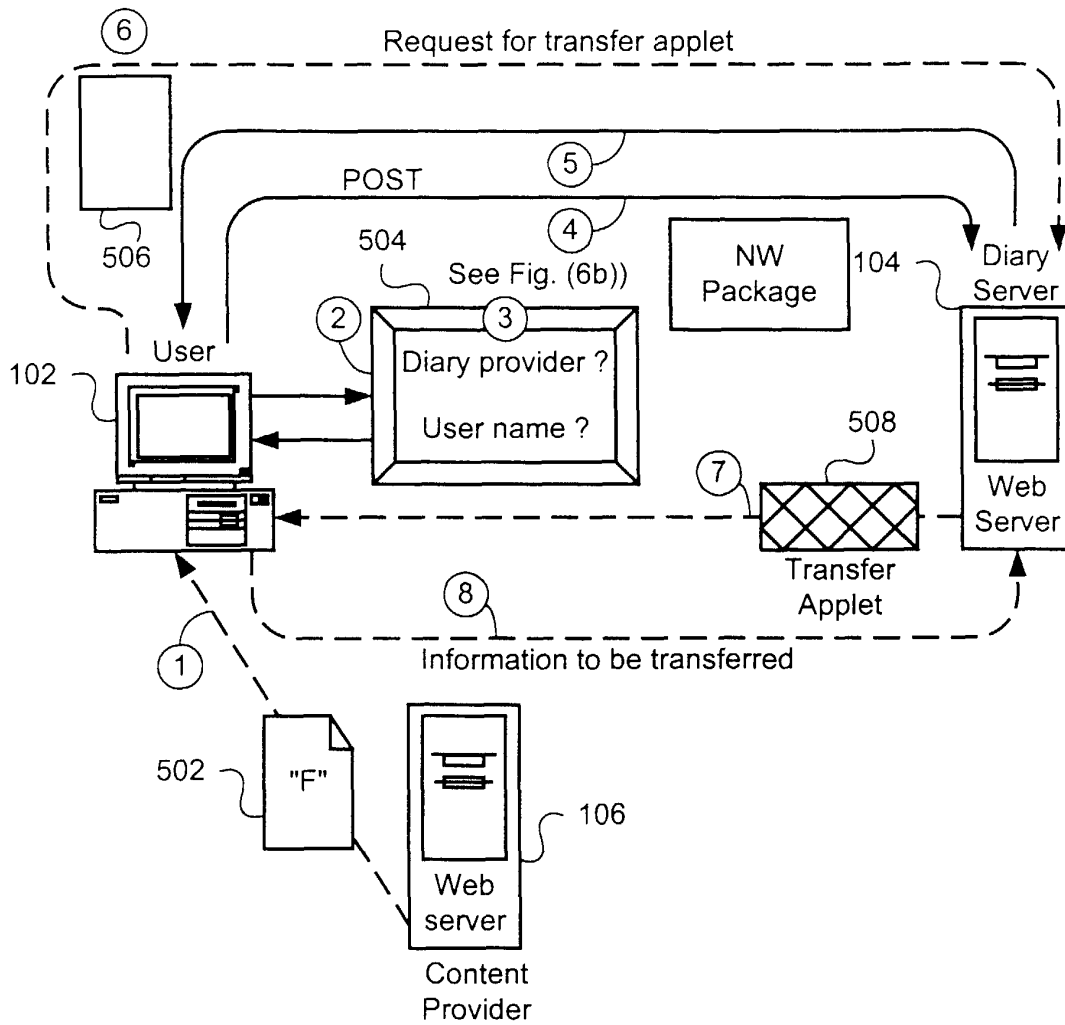 6
Request for transfer applet
5
POST
4
506
504
See Fig. (6b))
NW
Package
104
Diary
Server
2
3
User
102
Diary provider ?
User name ?
508
7
Web
Server
Transfer
Applet
8
1
Information to be transferred
502
"F"
106
Web
server
Content
Provider